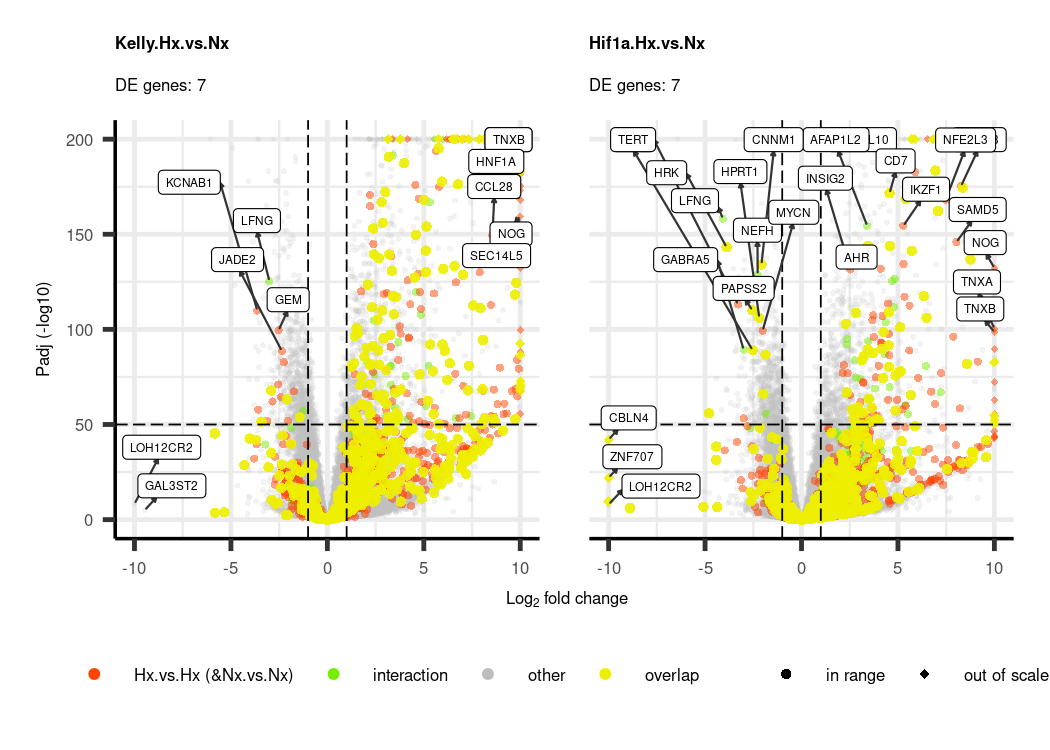 Kelly.Hx.vs.Nx
DE genes: 7
Padj (-log10)
200
150
100
50
0
TNXB
HNF1A
KCNAB1
CCL28
LFNG
NOG
JADE2
SEC14L5
GEM
LOH12CR2
GAL3ST2
-10
-5
0
5
10
Hif1a.Hx.vs.Nx
DE genes: 7
TERT
CNNM1
AFAP1L2
L10
NFE2L3
3
HRK
HPRT1
CD7
INSIG2
IKZF1
LFNG
MYCN
SAMD5
NEFH
NOG
GABRA5
AHR
TNXA
PAPSS2
TNXB
CBLN4
ZNF707
LOH12CR2
-10
-5
0
5
10
Log2 fold change
Hx.vs.Hx (&Nx.vs.Nx)
interaction
other
overlap
in range
out of scale